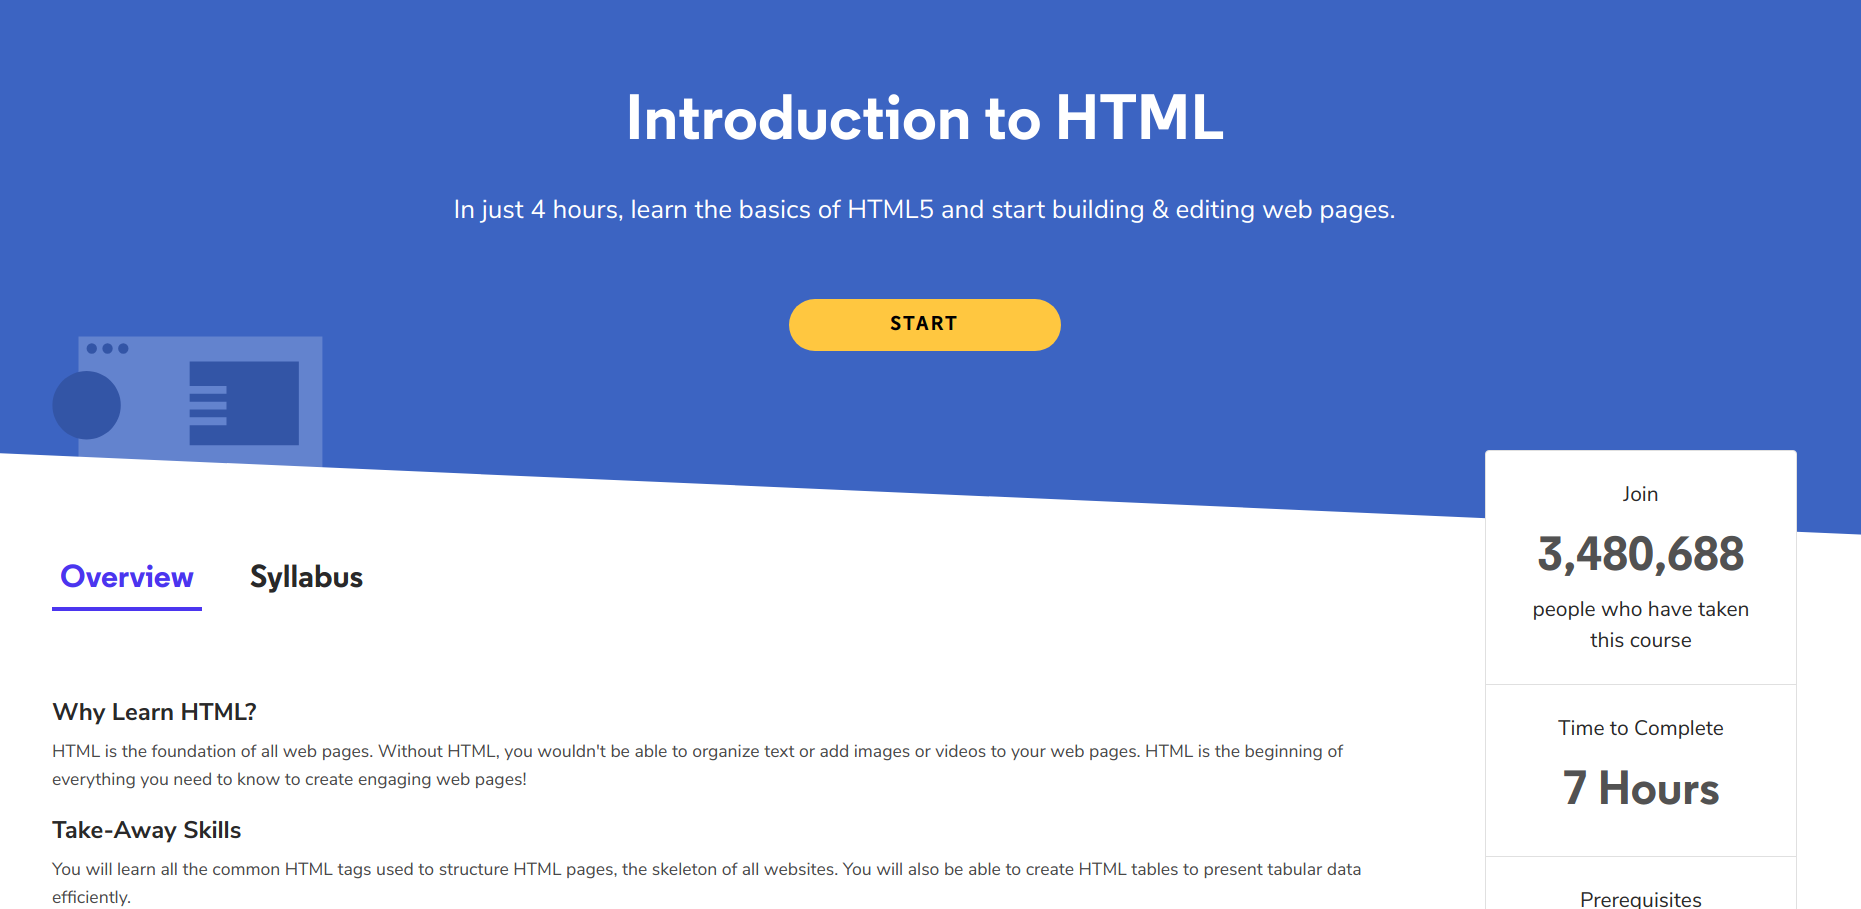 Introduction to HTML
In just 4 hours, learn the basics of HTML5 and start building & editing web pages.
START
Overview
Syllabus
Why Learn HTML?
HTML is the foundation of all web pages. Without HTML, you wouldn't be able to organize text or add images or videos to your web pages. HTML is the beginning of
everything you need to know to create engaging web pages!
Take-Away Skills
You will learn all the common HTML tags used to structure HTML pages, the skeleton of all websites. You will also be able to create HTML tables to present tabular data
efficiently.
Join
3,480,688
people who have taken
this course
Time to Complete
7 Hours
Prerequisites